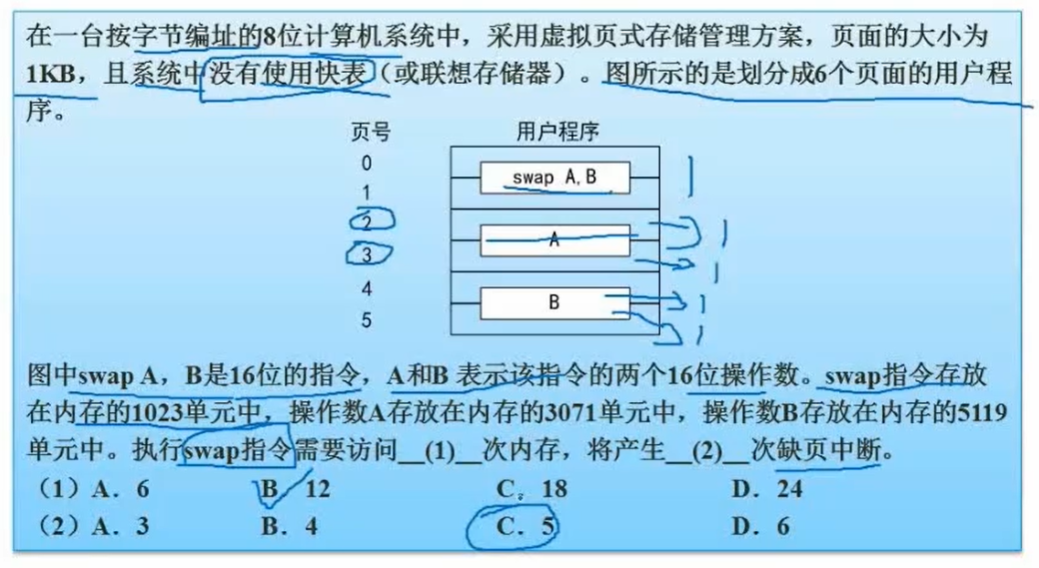 在一台按字节编址的8位计算机系统中，采用虚拟页式存储管理方案，页面的大小为
1KB，且系统中没有使用快表（或联想存储器）。图所示的是划分成6个页面的用户程
序。
页号 用户程序
0
swap A,B
1
2
A
3
4
B
5
图中swap A，B是16位的指令，A和B 表示该指令的两个16位操作数。swap指令存放
在内存的1023单元中，操作数A存放在内存的3071单元中，操作数B存放在内存的5119
单元中。执行swap指令需要访问__(1)__次内存，将产生__(2)__次缺页中断。
（1）A．6 B．12 C．18 D．24
（2）A．3 B．4 C．5 D．6